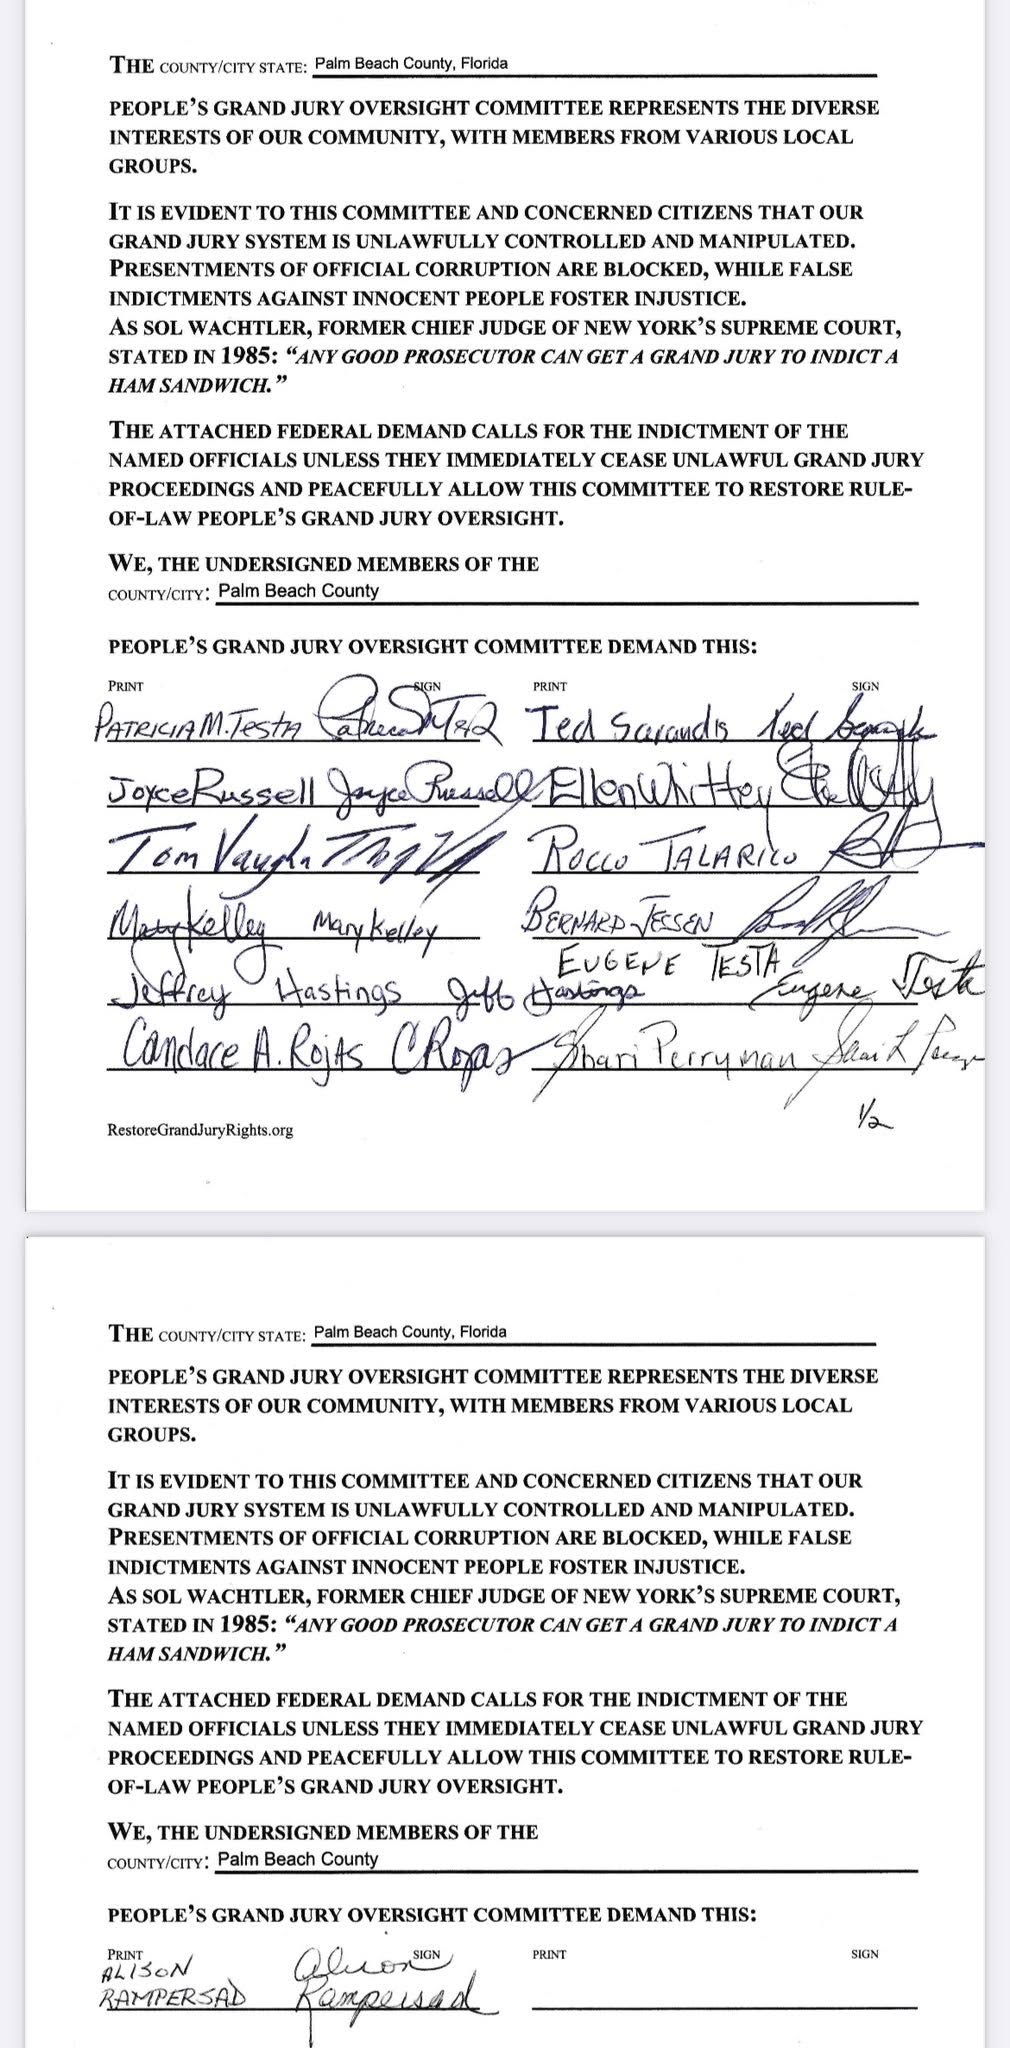 THE COUNTY/CITY STATE: Palm Beach County, Florida
PEOPLE'S GRAND JURY OVERSIGHT COMMITTEE REPRESENTS THE DIVERSE
INTERESTS OF OUR COMMUNITY, WITH MEMBERS FROM VARIOUS LOCAL
GROUPS.
IT IS EVIDENT TO THIS COMMITTEE AND CONCERNED CITIZENS THAT OUR
GRAND JURY SYSTEM IS UNLAWFULLY CONTROLLED AND MANIPULATED.
PRESENTMENTS OF OFFICIAL CORRUPTION ARE BLOCKED, WHILE FALSE
INDICTMENTS AGAINST INNOCENT PEOPLE FOSTER INJUSTICE.
AS SOL WACHTLER, FORMER CHIEF JUDGE OF NEW YORK'S SUPREME COURT,
STATED IN 1985: "ANY GOOD PROSECUTOR CAN GET A GRAND JURY TO INDICT A
HAM SANDWICH."
THE ATTACHED FEDERAL DEMAND CALLS FOR THE INDICTMENT OF THE
NAMED OFFICIALS UNLESS THEY IMMEDIATELY CEASE UNLAWFUL GRAND JURY
PROCEEDINGS AND PEACEFULLY ALLOW THIS COMMITTEE TO RESTORE RULE-
OF-LAW PEOPLE'S GRAND JURY OVERSIGHT.
WE, THE UNDERSIGNED MEMBERS OF THE
COUNTY/CITY: Palm Beach County
PEOPLE'S GRAND JURY OVERSIGHT COMMITTEE DEMAND THIS:
PRINT SIGN PRINT SIGN
PATRICIA M. TESTA Ted Sarandis
Joyce Russell Joyce Russell Ellen Whittey
Tom Vaughn ROCCO TALARICO
Mary Kelley Mary Kelley BERNARD JESSEN
EUGENE TESTA Eugene Testa
Jeffrey Hastings Jeff Hastings
Candace A. Rojas C Rojas Shari Perryman
1/2
RestoreGrandJuryRights.org
THE COUNTY/CITY STATE: Palm Beach County, Florida
PEOPLE'S GRAND JURY OVERSIGHT COMMITTEE REPRESENTS THE DIVERSE
INTERESTS OF OUR COMMUNITY, WITH MEMBERS FROM VARIOUS LOCAL
GROUPS.
IT IS EVIDENT TO THIS COMMITTEE AND CONCERNED CITIZENS THAT OUR
GRAND JURY SYSTEM IS UNLAWFULLY CONTROLLED AND MANIPULATED.
PRESENTMENTS OF OFFICIAL CORRUPTION ARE BLOCKED, WHILE FALSE
INDICTMENTS AGAINST INNOCENT PEOPLE FOSTER INJUSTICE.
AS SOL WACHTLER, FORMER CHIEF JUDGE OF NEW YORK'S SUPREME COURT,
STATED IN 1985: "ANY GOOD PROSECUTOR CAN GET A GRAND JURY TO INDICT A
HAM SANDWICH."
THE ATTACHED FEDERAL DEMAND CALLS FOR THE INDICTMENT OF THE
NAMED OFFICIALS UNLESS THEY IMMEDIATELY CEASE UNLAWFUL GRAND JURY
PROCEEDINGS AND PEACEFULLY ALLOW THIS COMMITTEE TO RESTORE RULE-
OF-LAW PEOPLE'S GRAND JURY OVERSIGHT.
WE, THE UNDERSIGNED MEMBERS OF THE
COUNTY/CITY: Palm Beach County
PEOPLE'S GRAND JURY OVERSIGHT COMMITTEE DEMAND THIS:
PRINT SIGN PRINT SIGN
ALISON Alison
RAMPERSAD Rampersad